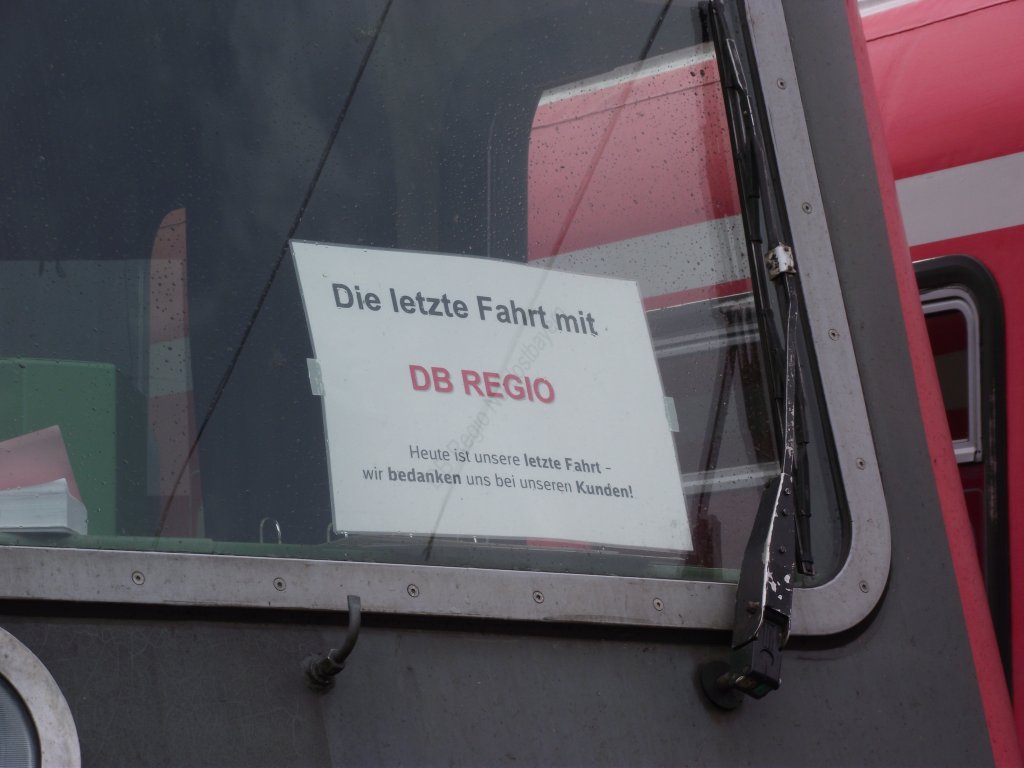 Die letzte Fahrt mit
DB REGIO
Heute ist unsere letzte Fahrt -
wir bedanken uns bei unseren Kunden!